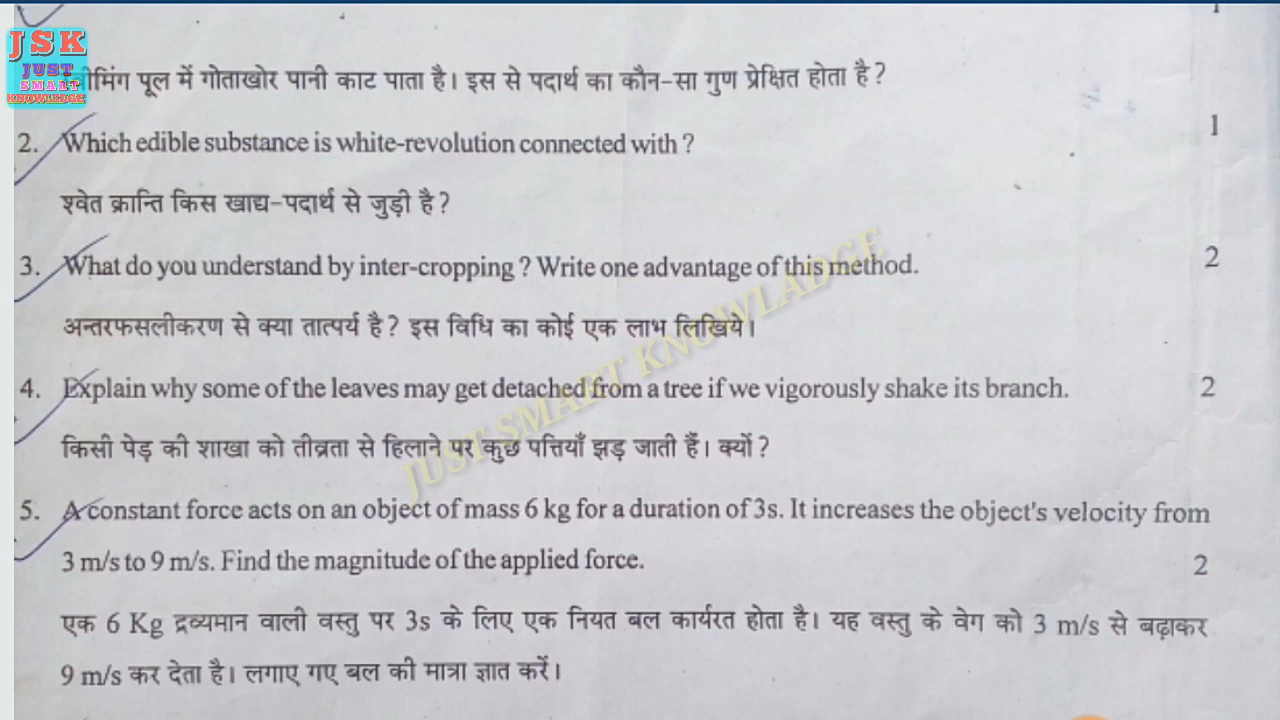 JSK
JUST
SMART
KNOWLEDGE
1
पूल में गोताखोर पानी काट पाता है। इस से पदार्थ का कौन-सा गुण प्रेक्षित होता है?
2. Which edible substance is white-revolution connected with? 1
श्वेत क्रान्ति किस खाद्य-पदार्थ से जुड़ी है?
3. What do you understand by inter-cropping? Write one advantage of this method. 2
अन्तरफसलीकरण से क्या तात्पर्य है? इस विधि का कोई एक लाभ लिखिये।
JUST SMART KNOWLADGE
4. Explain why some of the leaves may get detached from a tree if we vigorously shake its branch. 2
किसी पेड़ की शाखा को तीव्रता से हिलाने पर कुछ पत्तियाँ झड़ जाती हैं। क्यों?
5. A constant force acts on an object of mass 6 kg for a duration of 3s. It increases the object's velocity from
3 m/s to 9 m/s. Find the magnitude of the applied force. 2
एक 6 Kg द्रव्यमान वाली वस्तु पर 3s के लिए एक नियत बल कार्यरत होता है। यह वस्तु के वेग को 3 m/s से बढ़ाकर
9 m/s कर देता है। लगाए गए बल की मात्रा ज्ञात करें।